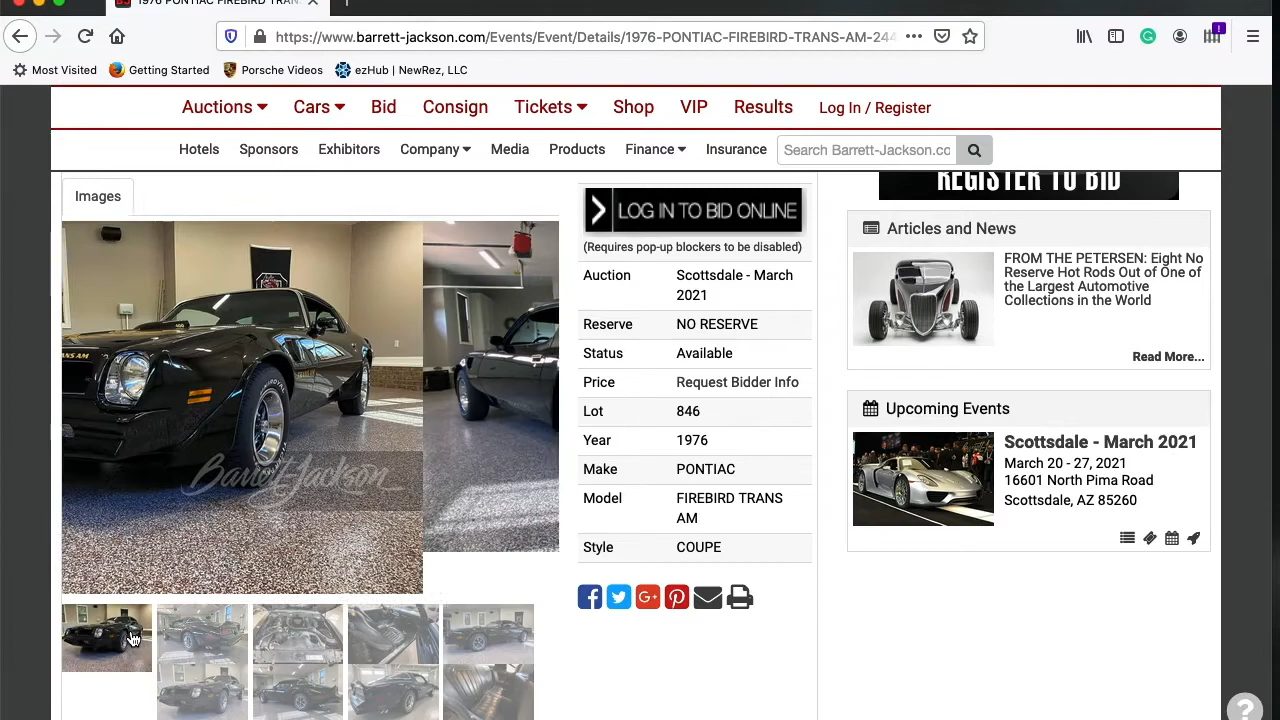 1976 PONTIAC FIREBIRD TRAN
https://www.barrett-jackson.com/Events/Event/Details/1976-PONTIAC-FIREBIRD-TRANS-AM-244
Most Visited
Getting Started
Porsche Videos
ezHub | NewRez, LLC
Auctions
Cars
Bid
Consign
Tickets
Shop
VIP
Results
Log In / Register
Hotels
Sponsors
Exhibitors
Company
Media
Products
Finance
Insurance
Search Barrett-Jackson.co
Images
TRANS AM
400
Barrett-Jackson
LOG IN TO BID ONLINE
(Requires pop-up blockers to be disabled)
Auction Scottsdale - March
2021
Reserve NO RESERVE
Status Available
Price Request Bidder Info
Lot 846
Year 1976
Make PONTIAC
Model FIREBIRD TRANS
AM
Style COUPE
G+
REGISTER TO BID
Articles and News
FROM THE PETERSEN: Eight No
Reserve Hot Rods Out of One of
the Largest Automotive
Collections in the World
Read More...
Upcoming Events
Scottsdale - March 2021
March 20 - 27, 2021
16601 North Pima Road
Scottsdale, AZ 85260
?